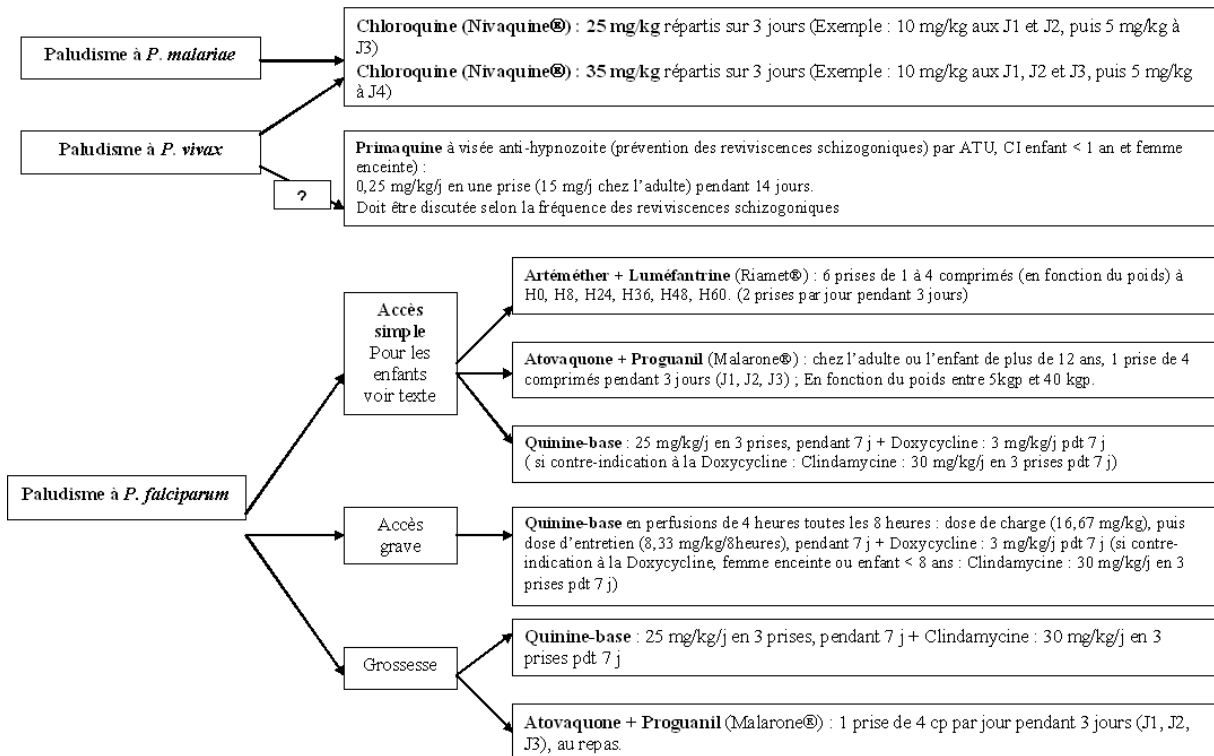 Paludisme à P. malariae
Chloroquine (Nivaquine®) : 25 mg/kg répartis sur 3 jours (Exemple : 10 mg/kg aux J1 et J2, puis 5 mg/kg à
J3)
Chloroquine (Nivaquine®) : 35 mg/kg répartis sur 3 jours (Exemple : 10 mg/kg aux J1, J2 et J3, puis 5 mg/kg
à J4)
Paludisme à P. vivax
?
Primaquine à visée anti-hypnozoite (prévention des reviviscences schizogoniques) par ATU, CI enfant < 1 an et femme
enceinte) :
0,25 mg/kg/j en une prise (15 mg/j chez l'adulte) pendant 14 jours.
Doit être discutée selon la fréquence des reviviscences schizogoniques
Paludisme à P. falciparum
Accès
simple
Pour les
enfants
voir texte
Artéméther + Luméfantrine (Riamet®) : 6 prises de 1 à 4 comprimés (en fonction du poids) à
H0, H8, H24, H36, H48, H60. (2 prises par jour pendant 3 jours)
Atovaquone + Proguanil (Malarone®) : chez l'adulte ou l'enfant de plus de 12 ans, 1 prise de 4
comprimés pendant 3 jours (J1, J2, J3) ; En fonction du poids entre 5kgp et 40 kgp.
Quinine-base : 25 mg/kg/j en 3 prises, pendant 7 j + Doxycycline : 3 mg/kg/j pdt 7 j
( si contre-indication à la Doxycycline : Clindamycine : 30 mg/kg/j en 3 prises pdt 7 j)
Accès
grave
Quinine-base en perfusions de 4 heures toutes les 8 heures : dose de charge (16,67 mg/kg), puis
dose d'entretien (8,33 mg/kg/8heures), pendant 7 j + Doxycycline : 3 mg/kg/j pdt 7 j (si contre-
indication à la Doxycycline, femme enceinte ou enfant < 8 ans : Clindamycine : 30 mg/kg/j en 3
prises pdt 7 j)
Grossesse
Quinine-base : 25 mg/kg/j en 3 prises, pendant 7 j + Clindamycine : 30 mg/kg/j en 3
prises pdt 7 j
Atovaquone + Proguanil (Malarone®) : 1 prise de 4 cp par jour pendant 3 jours (J1, J2,
J3), au repas.